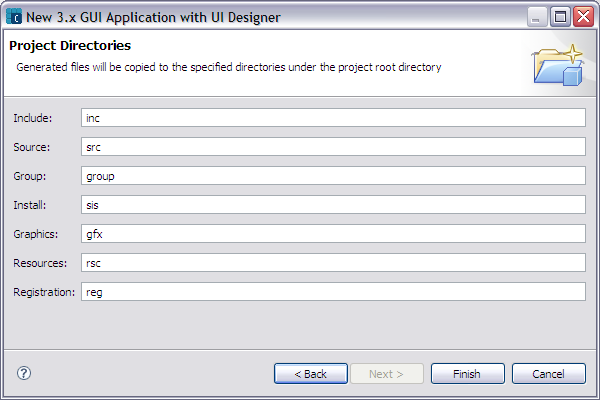 New 3.x GUI Application with UI Designer
Project Directories
Generated files will be copied to the specified directories under the project root directory
Include: inc
Source: src
Group: group
Install: sis
Graphics: gfx
Resources: rsc
Registration: reg
? < Back Next > Finish Cancel